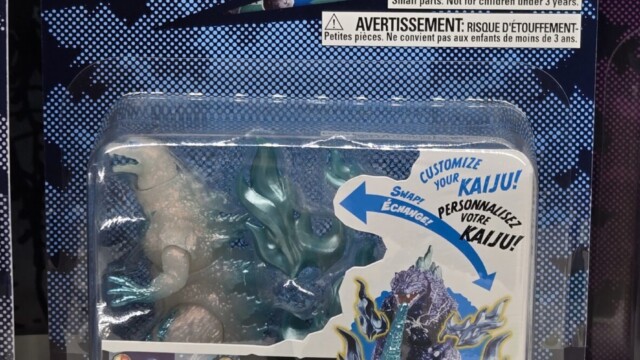 Small parts. Not for children under 3 years.
AVERTISSEMENT: RISQUE D'ÉTOUFFEMENT-
Petites pièces. Ne convient pas aux enfants de moins de 3 ans.
CUSTOMIZE
YOUR KAIJU!
SWAP!
ÉCHANGE!
PERSONNALISEZ
VOTRE
KAIJU!